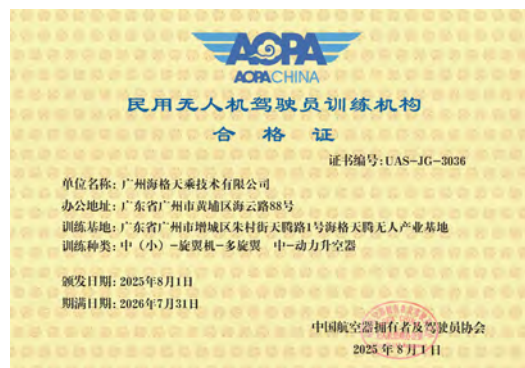 AOPA
AOPACHINA
民用无人机驾驶员训练机构
合格证
证书编号:UAS-JG-3036
单位名称: 广州海格天乘技术有限公司
办公地址: 广东省广州市黄埔区海云路88号
训练基地: 广东省广州市增城区朱村街天腾路1号海格天腾无人产业基地
训练种类: 中（小）-旋翼机-多旋翼 中-动力升空器
颁发日期: 2025年8月1日
期满日期: 2026年7月31日
中国航空器拥有者及驾驶员协会
2025 年 8 月 1 日